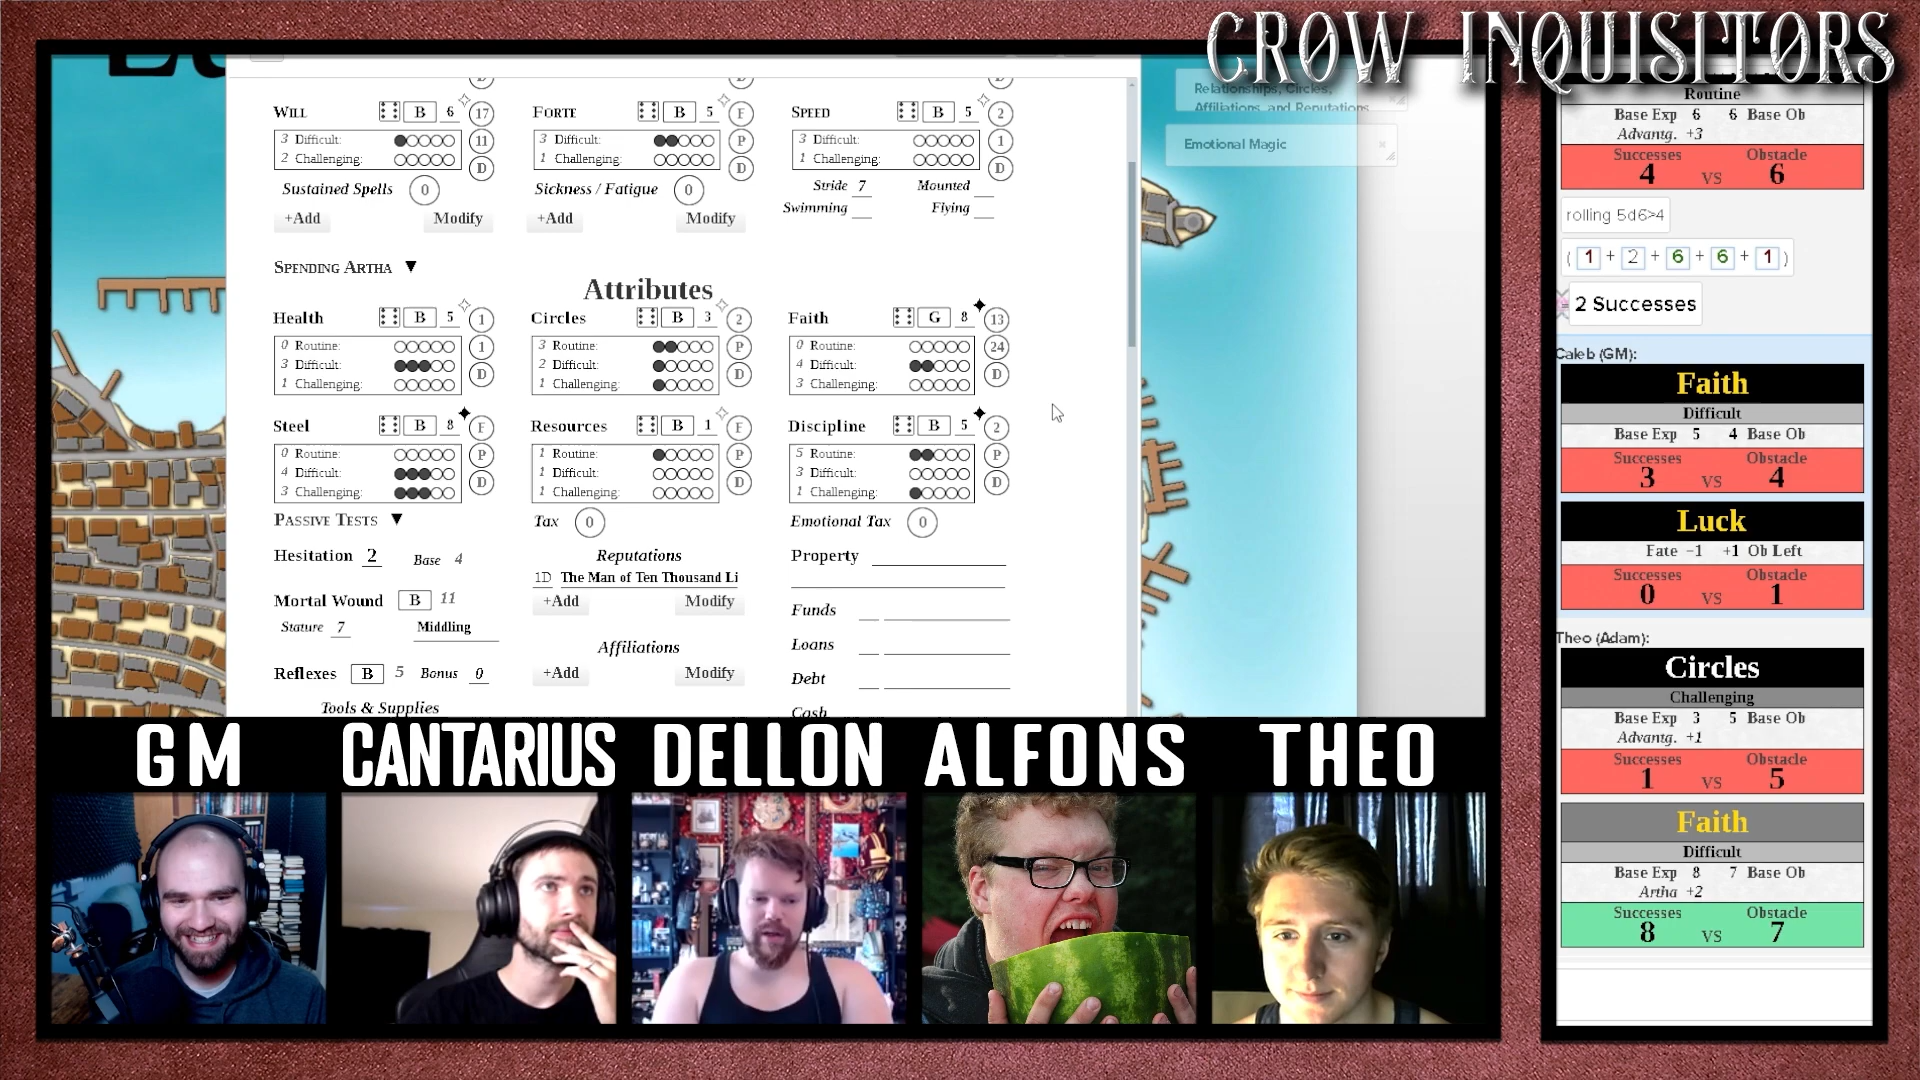 CROW INQUISITORS
WILL B 6 17
3 Difficult: 11
2 Challenging: D
Sustained Spells 0
+Add Modify
FORTE B 5 F
3 Difficult: P
1 Challenging: D
Sickness / Fatigue 0
+Add Modify
SPEED B 5 2
3 Difficult: 1
1 Challenging: D
Stride 7 Mounted
Swimming Flying
SPENDING ARTHA ▼
Attributes
Health B 5 1
0 Routine: 1
3 Difficult: D
1 Challenging:
Circles B 3 2
3 Routine: P
2 Difficult: D
1 Challenging:
Faith G 8 13
0 Routine: 24
4 Difficult: D
3 Challenging:
Steel B 8 F
0 Routine: P
4 Difficult: D
3 Challenging:
Resources B 1 F
1 Routine: P
1 Difficult: D
1 Challenging:
Discipline B 5 2
5 Routine: P
3 Difficult: D
1 Challenging:
PASSIVE TESTS ▼
Tax 0
Emotional Tax 0
Hesitation 2 Base 4
Mortal Wound B 11
Stature 7 Middling
Reflexes B 5 Bonus 0
Tools & Supplies
Reputations
1D The Man of Ten Thousand Li
+Add Modify
Affiliations
+Add Modify
Property
Funds
Loans
Debt
Cash
Relationships, Circles,
Affiliations, and Reputations
Emotional Magic
Routine
Base Exp 6 6 Base Ob
Advantg. +3
Successes Obstacle
4 VS 6
rolling 5d6>4
( 1 + 2 + 6 + 6 + 1 )
= 2 Successes
Caleb (GM):
Faith
Difficult
Base Exp 5 4 Base Ob
Successes Obstacle
3 VS 4
Luck
Fate -1 +1 Ob Left
Successes Obstacle
0 VS 1
Theo (Adam):
Circles
Challenging
Base Exp 3 5 Base Ob
Advantg. +1
Successes Obstacle
1 VS 5
Faith
Difficult
Base Exp 8 7 Base Ob
Artha +2
Successes Obstacle
8 VS 7
GM CANTARIUS DELLON ALFONS THEO